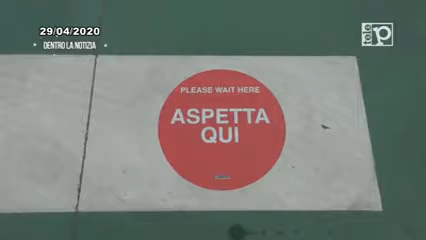 29/04/2020
DENTRO LA NOTIZIA
PLEASE WAIT HERE
ASPETTA
QUI